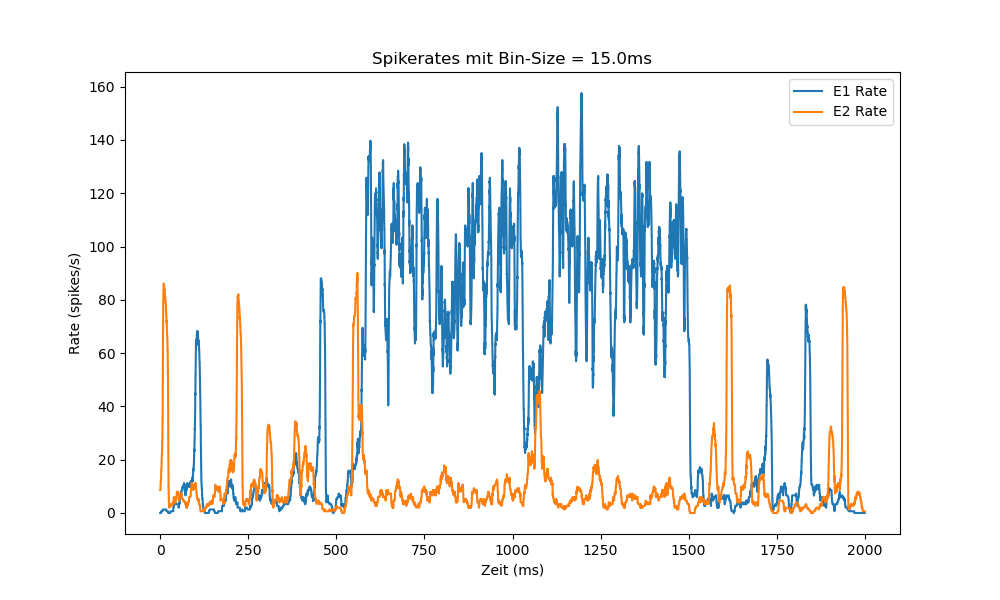 Spikerates mit Bin-Size = 15.0ms
E1 Rate
E2 Rate
Rate (spikes/s)
160
140
120
100
80
60
40
20
0
0 250 500 750 1000 1250 1500 1750 2000
Zeit (ms)